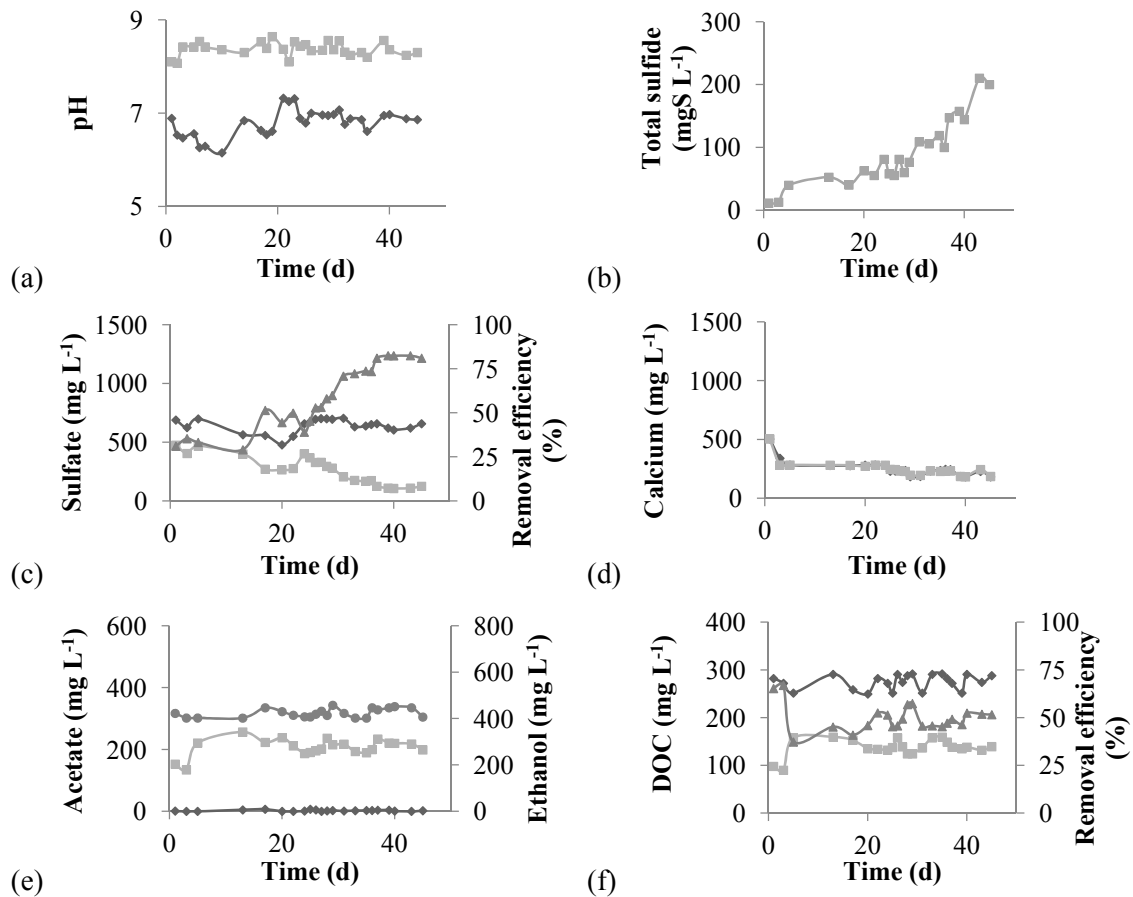 9
7
5
pH
0
20
40
Time (d)
(a)
300
200
100
0
Total sulfide
(mgS L⁻¹)
0
20
40
Time (d)
(b)
1500
1000
500
0
Sulfate (mg L⁻¹)
100
75
50
25
0
Removal efficiency
(%)
0
20
40
Time (d)
(c)
1500
1000
500
0
Calcium (mg L⁻¹)
0
20
40
Time (d)
(d)
600
400
200
0
Acetate (mg L⁻¹)
800
600
400
200
0
Ethanol (mg L⁻¹)
0
20
40
Time (d)
(e)
400
300
200
100
0
DOC (mg L⁻¹)
100
75
50
25
0
Removal efficiency
(%)
0
20
40
Time (d)
(f)